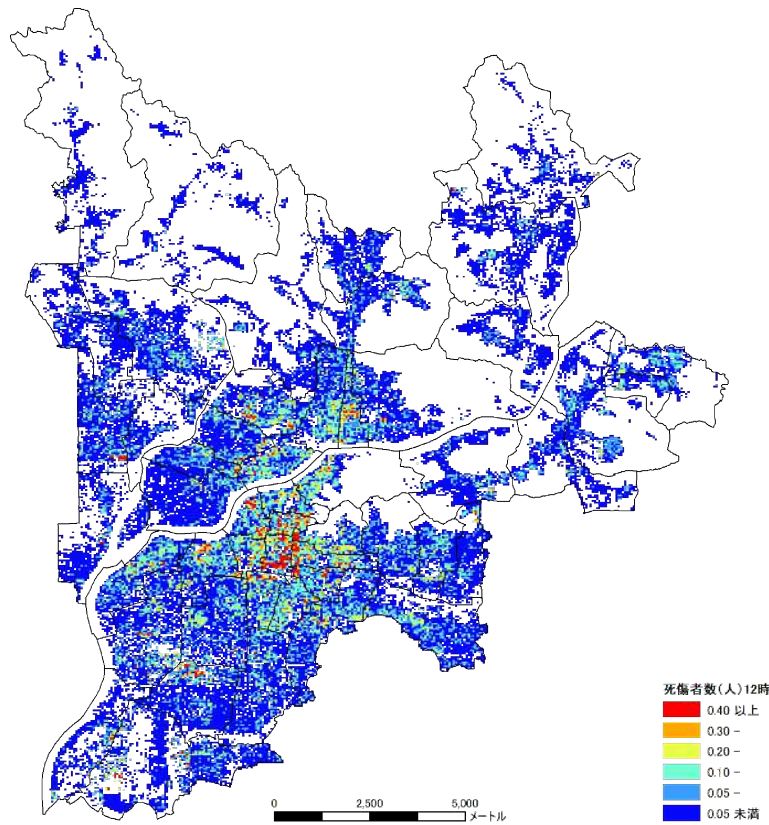 死傷者数(人)12時
0.40 以上
0.30 -
0.20 -
0.10 -
0.05 -
0.05 未満
0 2,500 5,000
メートル